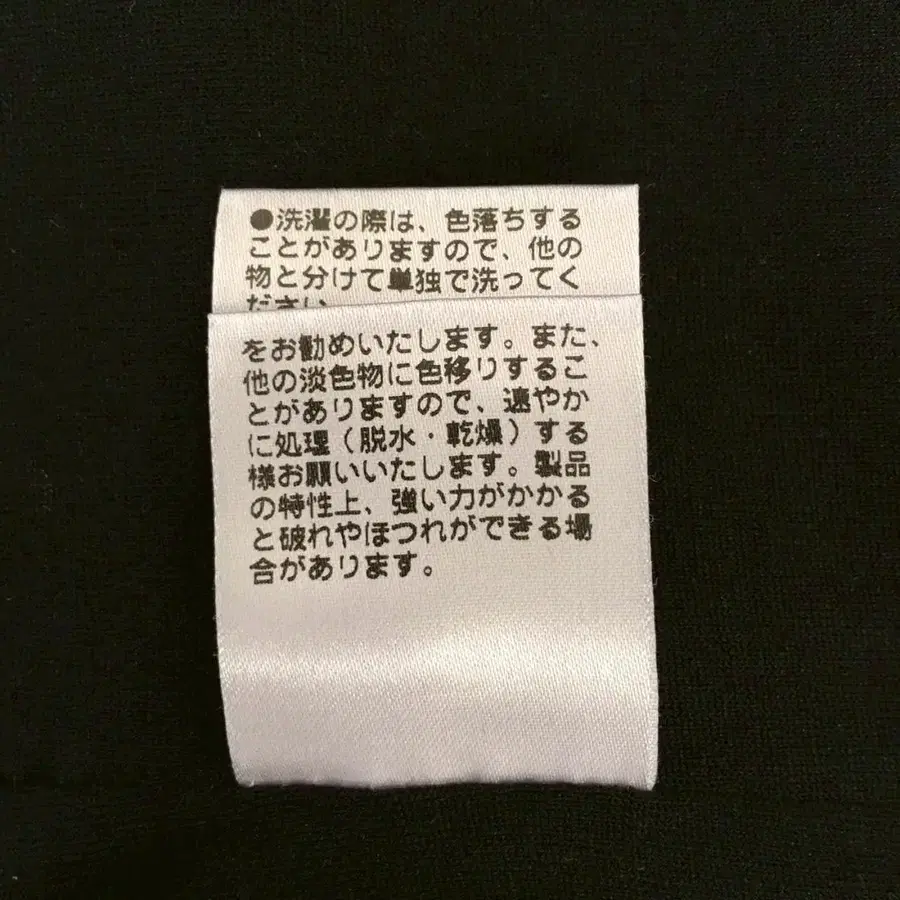 ●洗濯の際は、色落ちする
ことがありますので、他の
物と分けて単独で洗ってく
ださい
をお勧めいたします。また、
他の淡色物に色移りするこ
とがありますので、速やか
に処理（脱水・乾燥）する
様お願いいたします。製品
の特性上、強い力がかかる
と破れやほつれができる場
合があります。